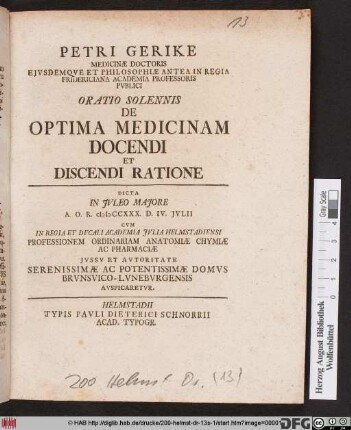 13
PETRI GERIKE
MEDICINÆ DOCTORIS
EJVSDEMQVE ET PHILOSOPHIÆ ANTEA IN REGIA
FRIDERICIANA ACADEMIA PROFESSORIS
PVBLICI
ORATIO SOLENNIS
DE
OPTIMA MEDICINAM
DOCENDI
ET
DISCENDI RATIONE
DICTA
IN JVLEO MAJORE
A. O. R. cIɔIɔCCXXX. D. IV. JVLII
CVM
IN REGIA ET DVCALI ACADEMIA JVLIA HELMSTADIENSI
PROFESSIONEM ORDINARIAM ANATOMIÆ CHYMIÆ
AC PHARMACIÆ
JVSSV ET AVTORITATE
SERENISSIMÆ AC POTENTISSIMÆ DOMVS
BRVNSVICO-LVNEBVRGENSIS
AVSPICARETVR.
HELMSTADII
TYPIS PAVLI DIETERICI SCHNORRII
ACAD. TYPOGR.
200 Helmst. Dr. (13)
Herzog August Bibliothek
Wolfenbüttel
Gray Scale
© HAB http://diglib.hab.de/drucke/200-helmst-dr-13s-1/start.htm?image=00001
DFG